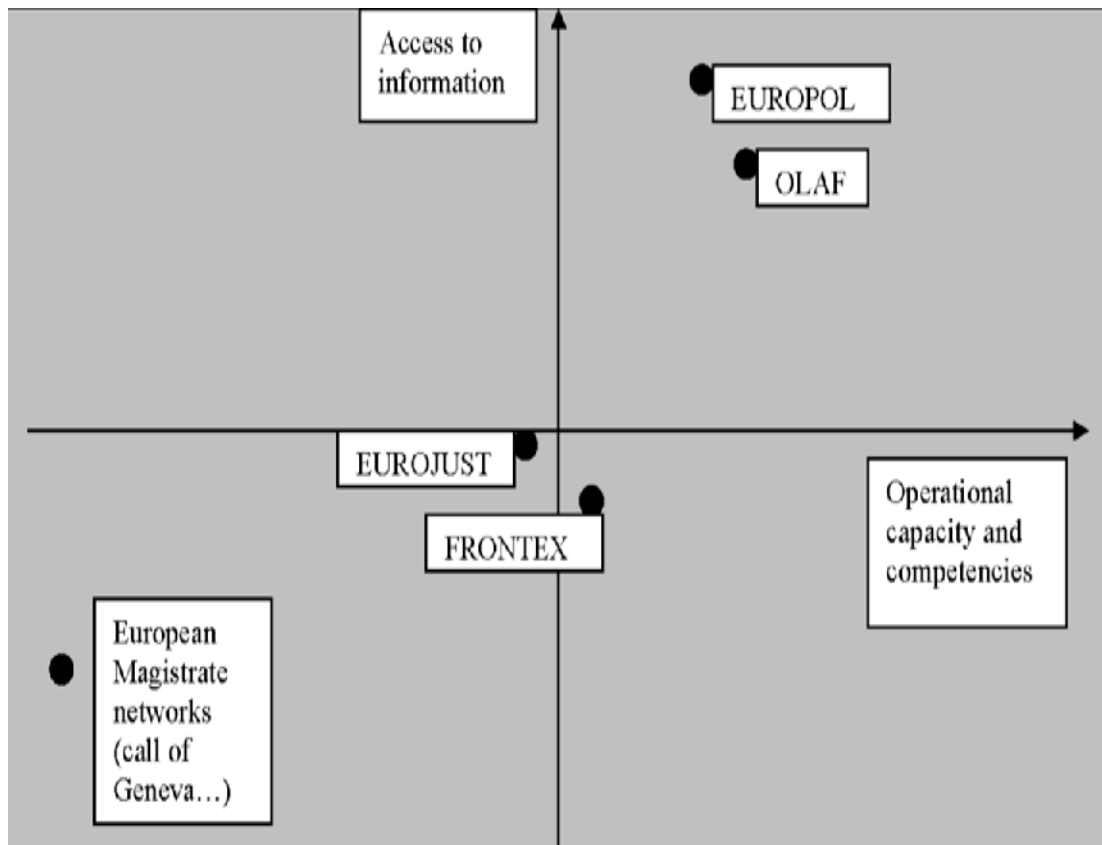 Access to
information
EUROPOL
OLAF
EUROJUST
FRONTEX
Operational
capacity and
competencies
European
Magistrate
networks
(call of
Geneva…)